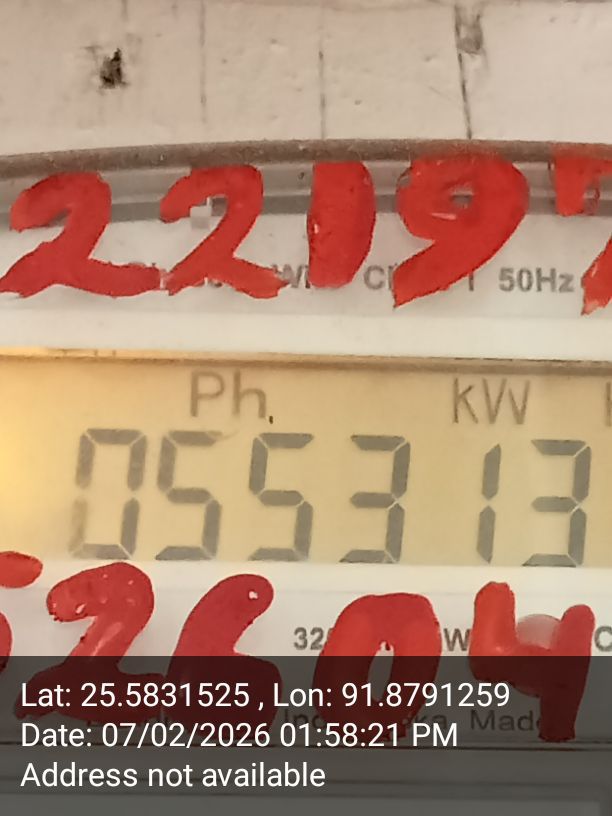 22197
50Hz
Ph kW
055313
2604
Lat: 25.5831525 , Lon: 91.8791259
Date: 07/02/2026 01:58:21 PM
Address not available